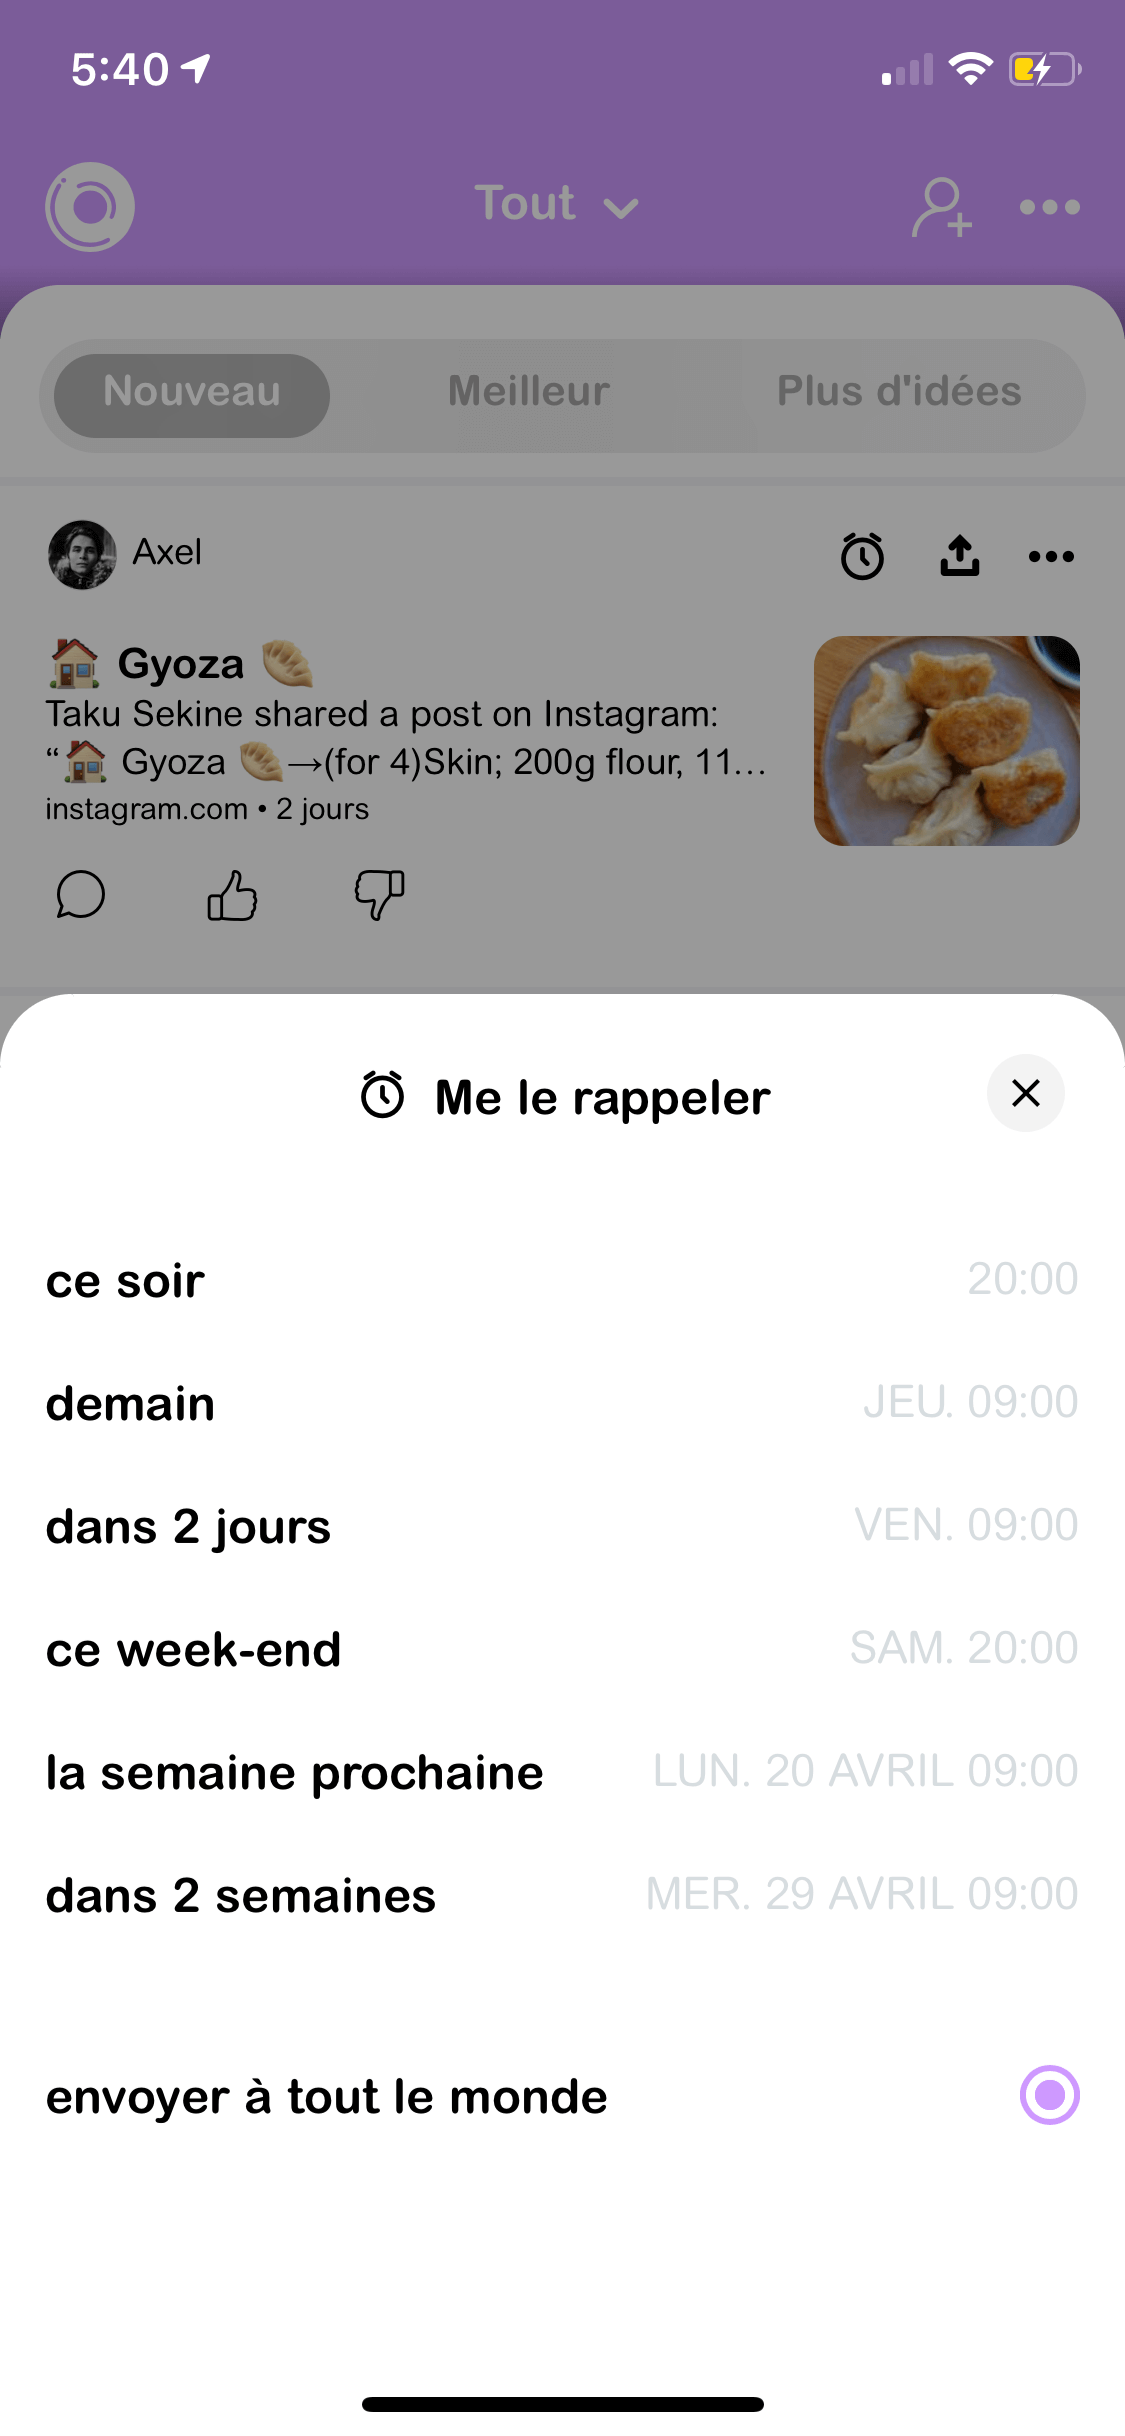 5:40
Tout
Nouveau
Meilleur
Plus d'idées
Axel
🏠 Gyoza 🥟
Taku Sekine shared a post on Instagram:
“🏠 Gyoza 🥟→(for 4)Skin; 200g flour, 11...
instagram.com • 2 jours
Me le rappeler
ce soir 20:00
demain JEU. 09:00
dans 2 jours VEN. 09:00
ce week-end SAM. 20:00
la semaine prochaine LUN. 20 AVRIL 09:00
dans 2 semaines MER. 29 AVRIL 09:00
envoyer à tout le monde